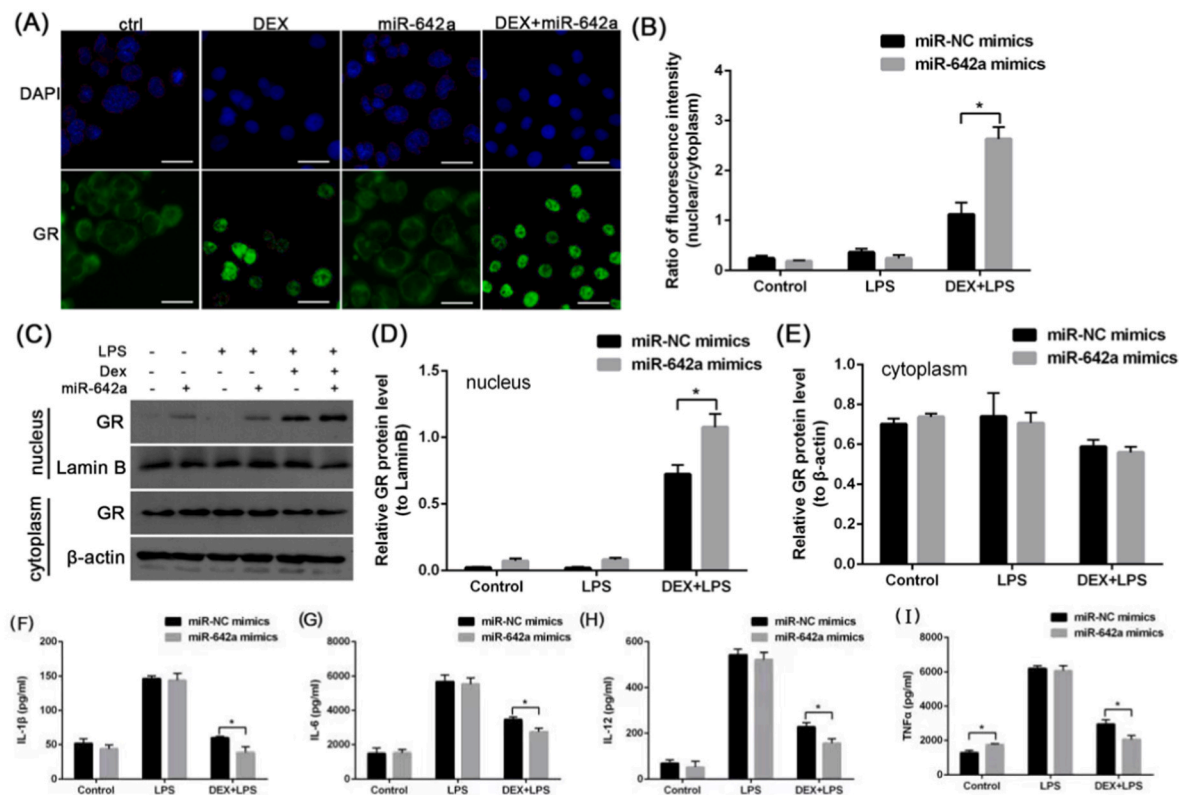 (A)
ctrl DEX miR-642a DEX+miR-642a
DAPI
GR
(B)
miR-NC mimics
miR-642a mimics
Ratio of fluorescence intensity
(nuclear/cytoplasm)
4
3
2
1
0
Control LPS DEX+LPS
*
(C)
LPS - - + + + +
Dex - - - - + +
miR-642a - + - + - +
nucleus
GR
Lamin B
cytoplasm
GR
β-actin
(D)
miR-NC mimics
miR-642a mimics
nucleus
Relative GR protein level
(to LaminB)
1.5
1.0
0.5
0.0
Control LPS DEX+LPS
*
(E)
miR-NC mimics
miR-642a mimics
cytoplasm
Relative GR protein level
(to β-actin)
1.0
0.8
0.6
0.4
0.2
0.0
Control LPS DEX+LPS
(F)
miR-NC mimics
miR-642a mimics
IL-1β (pg/ml)
200
150
100
50
0
Control LPS DEX+LPS
*
(G)
miR-NC mimics
miR-642a mimics
IL-6 (pg/ml)
8000
6000
4000
2000
0
Control LPS DEX+LPS
*
(H)
miR-NC mimics
miR-642a mimics
IL-12 (pg/ml)
600
400
200
0
Control LPS DEX+LPS
*
(I)
miR-NC mimics
miR-642a mimics
TNFα (pg/ml)
8000
6000
4000
2000
0
Control LPS DEX+LPS
*
*